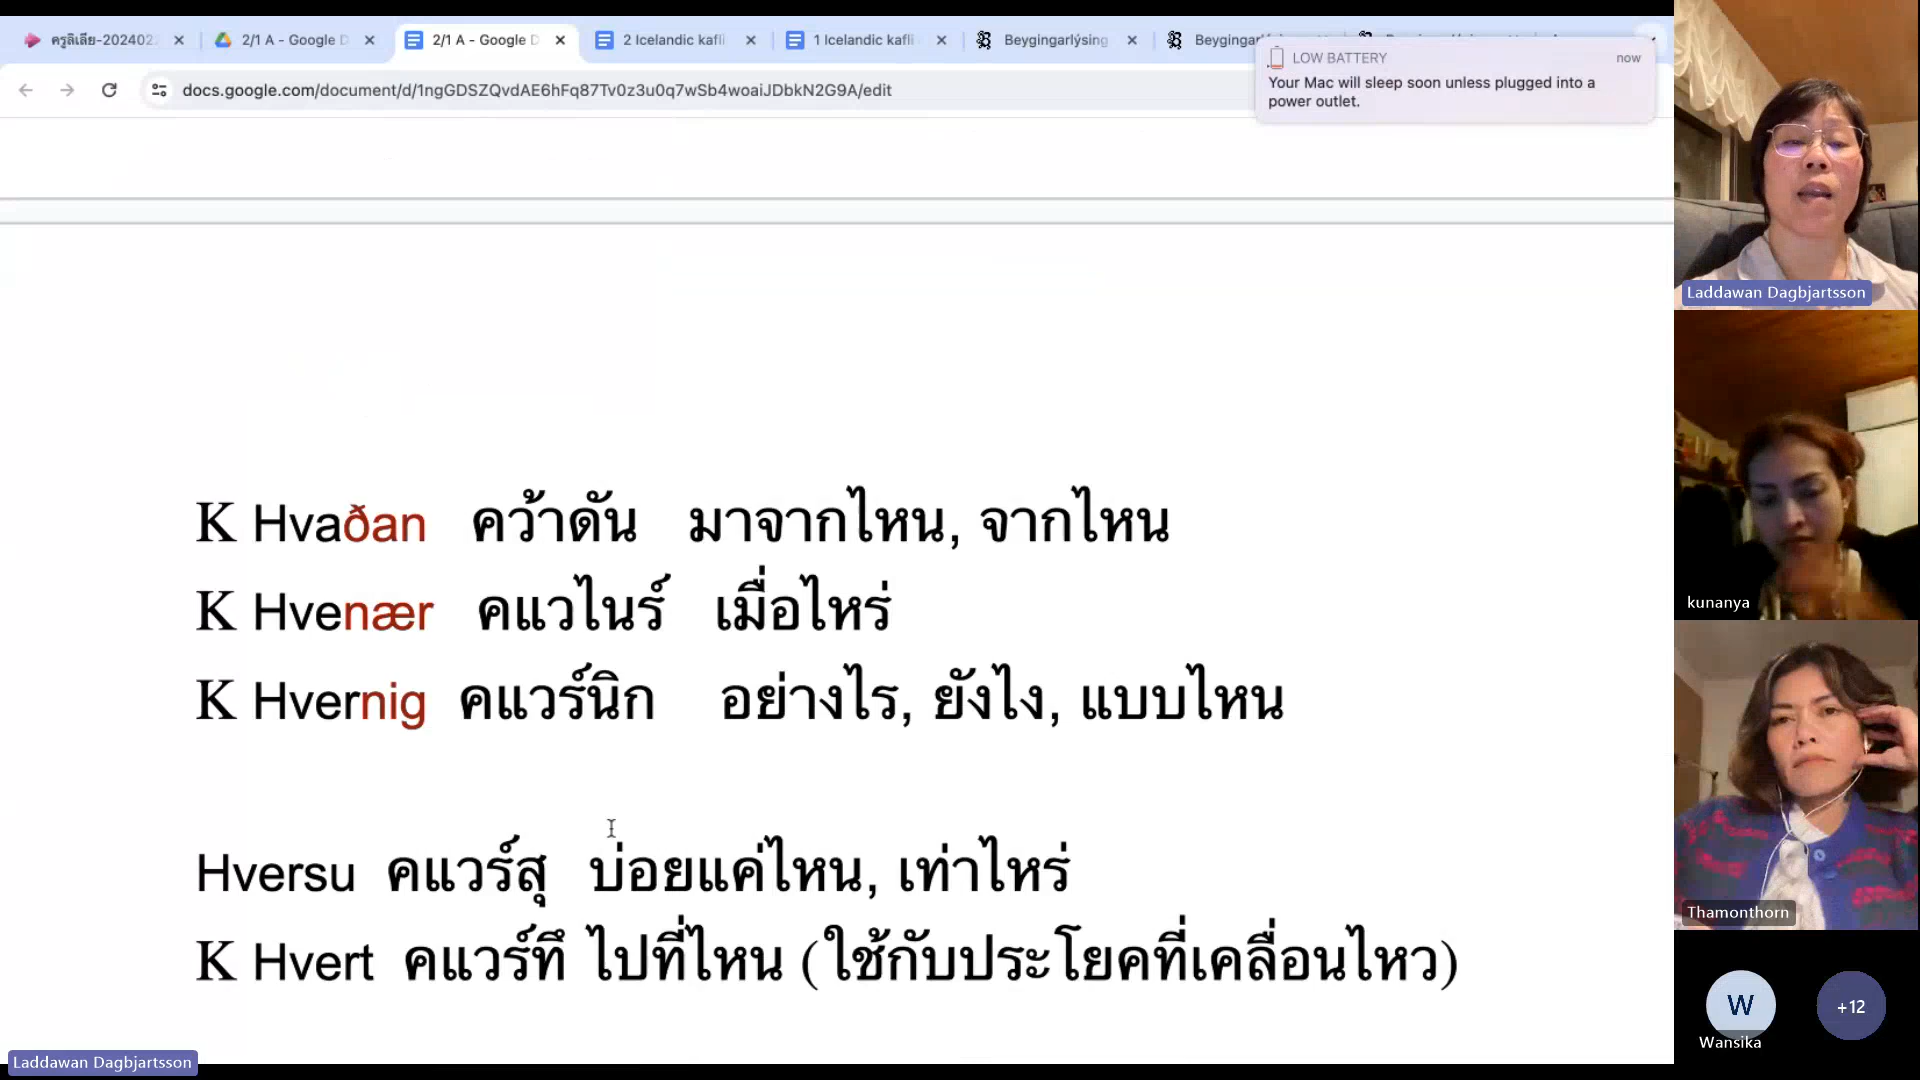 ครูลิเลีย-202402
2/1 A - Google D
2/1 A - Google D
2 Icelandic kafli
1 Icelandic kafli
Beygingarlýsing
docs.google.com/document/d/1ngGDSZQvdAE6hFq87Tv0z3u0q7wSb4woaiJDbkN2G9A/edit
LOW BATTERY now
Your Mac will sleep soon unless plugged into a
power outlet.
K Hvaðan คว้าดัน มาจากไหน, จากไหน
K Hvenær คแวไนร์ เมื่อไหร่
K Hvernig คแวร์นิก อย่างไร, ยังไง, แบบไหน
Hversu คแวร์สุ บ่อยแค่ไหน, เท่าไหร่
K Hvert คแวร์ทึ ไปที่ไหน (ใช้กับประโยคที่เคลื่อนไหว)
Laddawan Dagbjartsson
Laddawan Dagbjartsson
kunanya
Thamonthorn
W
Wansika
+12